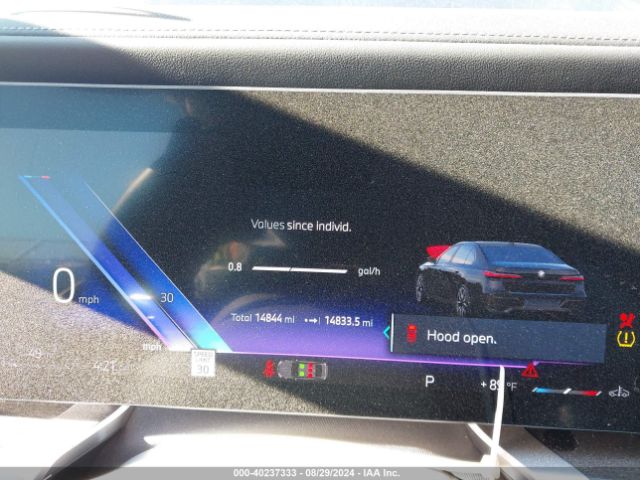 Values since individ.
0.8 gal/h
0 mph
30
Total 14844 mi 14833.5 mi
Hood open.
mph
SPEED LIMIT 30
P +89 °F
000-40237333 - 08/29/2024 - IAA Inc.